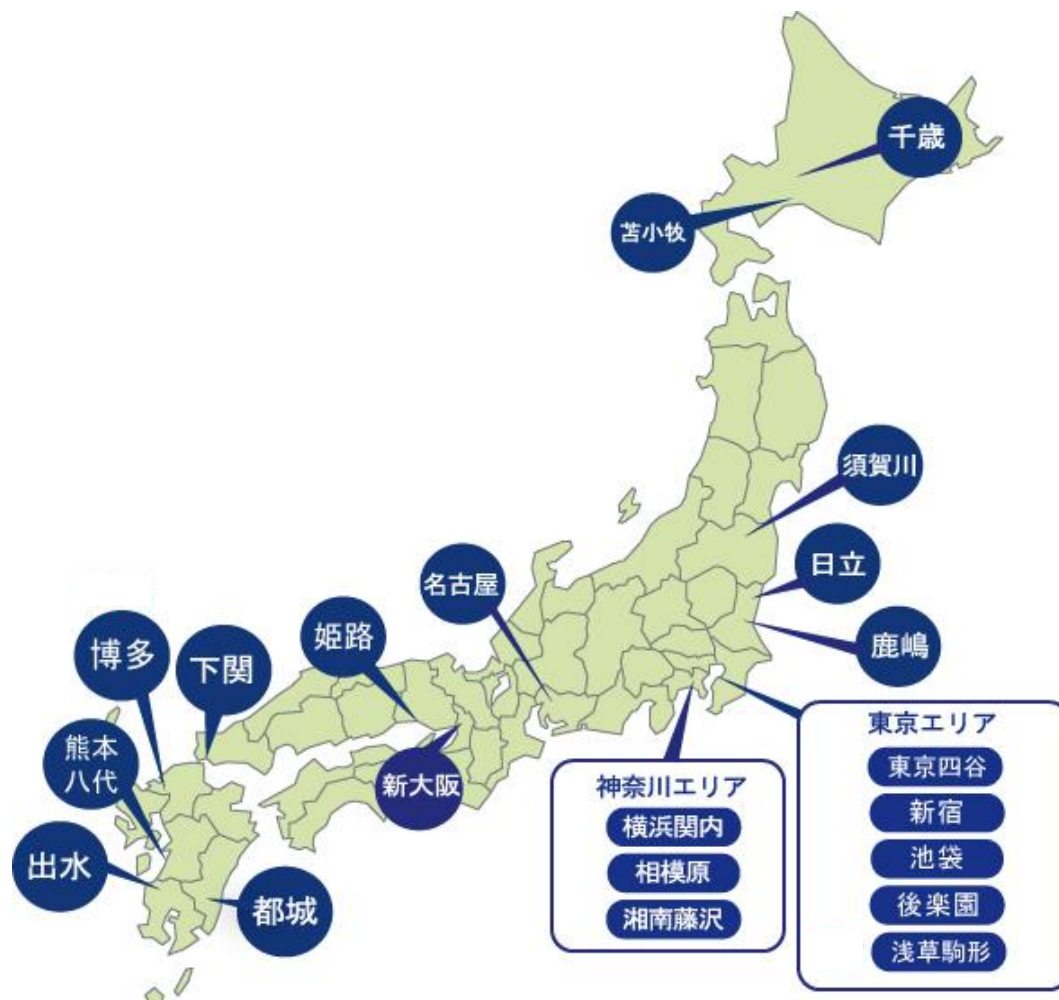 千歳
苫小牧
須賀川
日立
名古屋
鹿嶋
姫路
博多
下関
熊本
八代
新大阪
出水
都城
神奈川エリア
横浜関内
相模原
湘南藤沢
東京エリア
東京四谷
新宿
池袋
後楽園
浅草駒形